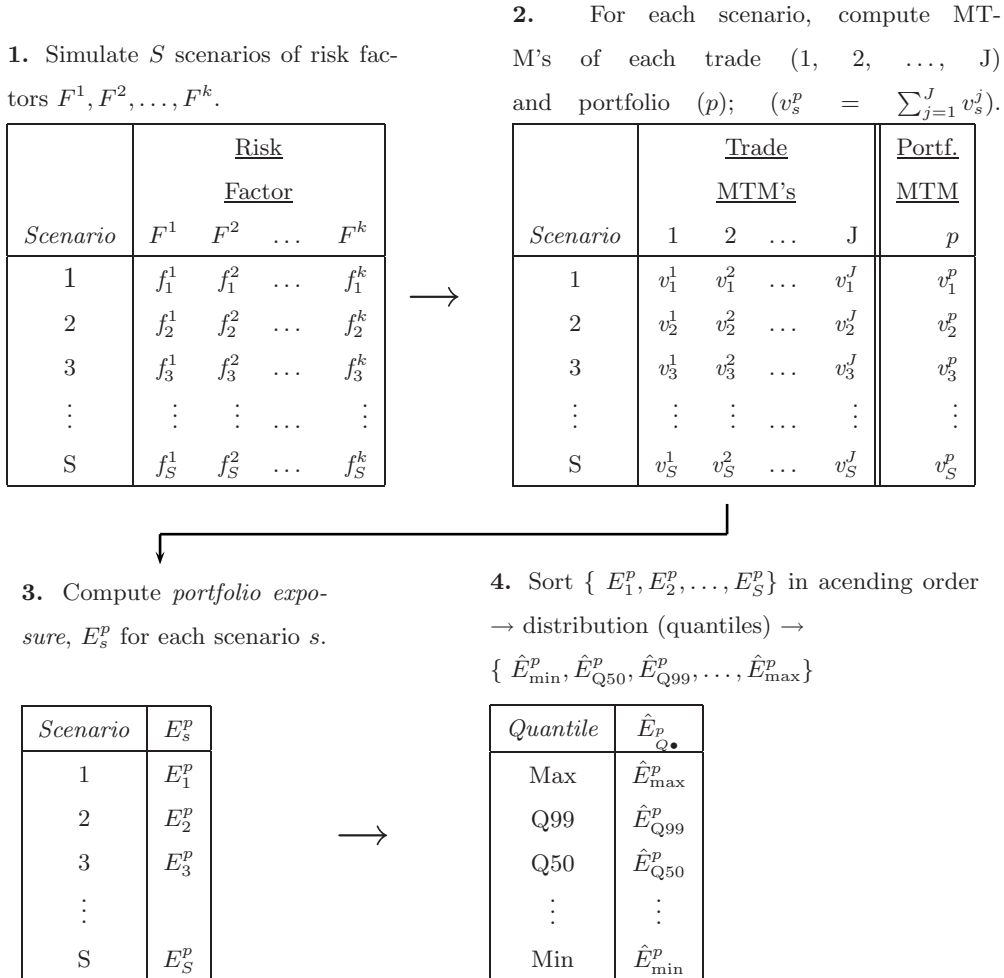 1. Simulate S scenarios of risk fac-
tors F^1, F^2, . . . , F^k.
Risk
Factor
Scenario F^1 F^2 . . . F^k
1 f_1^1 f_1^2 . . . f_1^k
2 f_2^1 f_2^2 . . . f_2^k
3 f_3^1 f_3^2 . . . f_3^k
⋮ ⋮ ⋮ . . . ⋮
S f_S^1 f_S^2 . . . f_S^k
→
2. For each scenario, compute MT-
M's of each trade (1, 2, . . . , J)
and portfolio (p); (v_s^p = ∑_{j=1}^J v_s^j).
Trade Portf.
MTM's MTM
Scenario 1 2 . . . J p
1 v_1^1 v_1^2 . . . v_1^J v_1^p
2 v_2^1 v_2^2 . . . v_2^J v_2^p
3 v_3^1 v_3^2 . . . v_3^J v_3^p
⋮ ⋮ ⋮ . . . ⋮ ⋮
S v_S^1 v_S^2 . . . v_S^J v_S^p
3. Compute portfolio expo-
sure, E_s^p for each scenario s.
Scenario E_s^p
1 E_1^p
2 E_2^p
3 E_3^p
⋮
S E_S^p
→
4. Sort { E_1^p, E_2^p, . . . , E_S^p} in acending order
→ distribution (quantiles) →
{ Ê_min^p, Ê_Q50^p, Ê_Q99^p, . . . , Ê_max^p}
Quantile Ê_{Q•}^p
Max Ê_max^p
Q99 Ê_Q99^p
Q50 Ê_Q50^p
⋮ ⋮
Min Ê_min^p